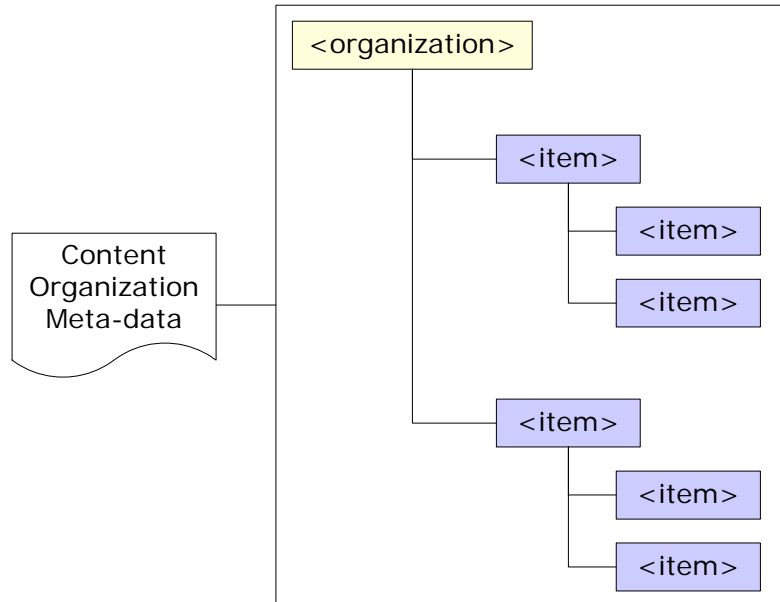 <organization>
<item>
<item>
<item>
Content
Organization
Meta-data
<item>
<item>
<item>